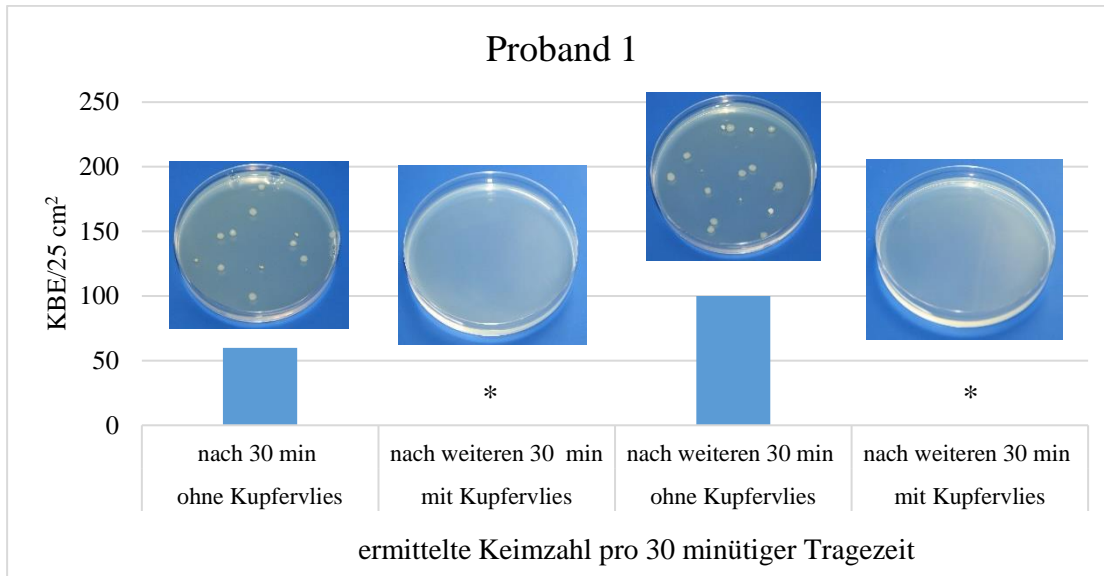 Proband 1
KBE/25 cm²
250
200
150
100
50
0
*
*
nach 30 min
ohne Kupfervlies
nach weiteren 30 min
mit Kupfervlies
nach weiteren 30 min
ohne Kupfervlies
nach weiteren 30 min
mit Kupfervlies
ermittelte Keimzahl pro 30 minütiger Tragezeit